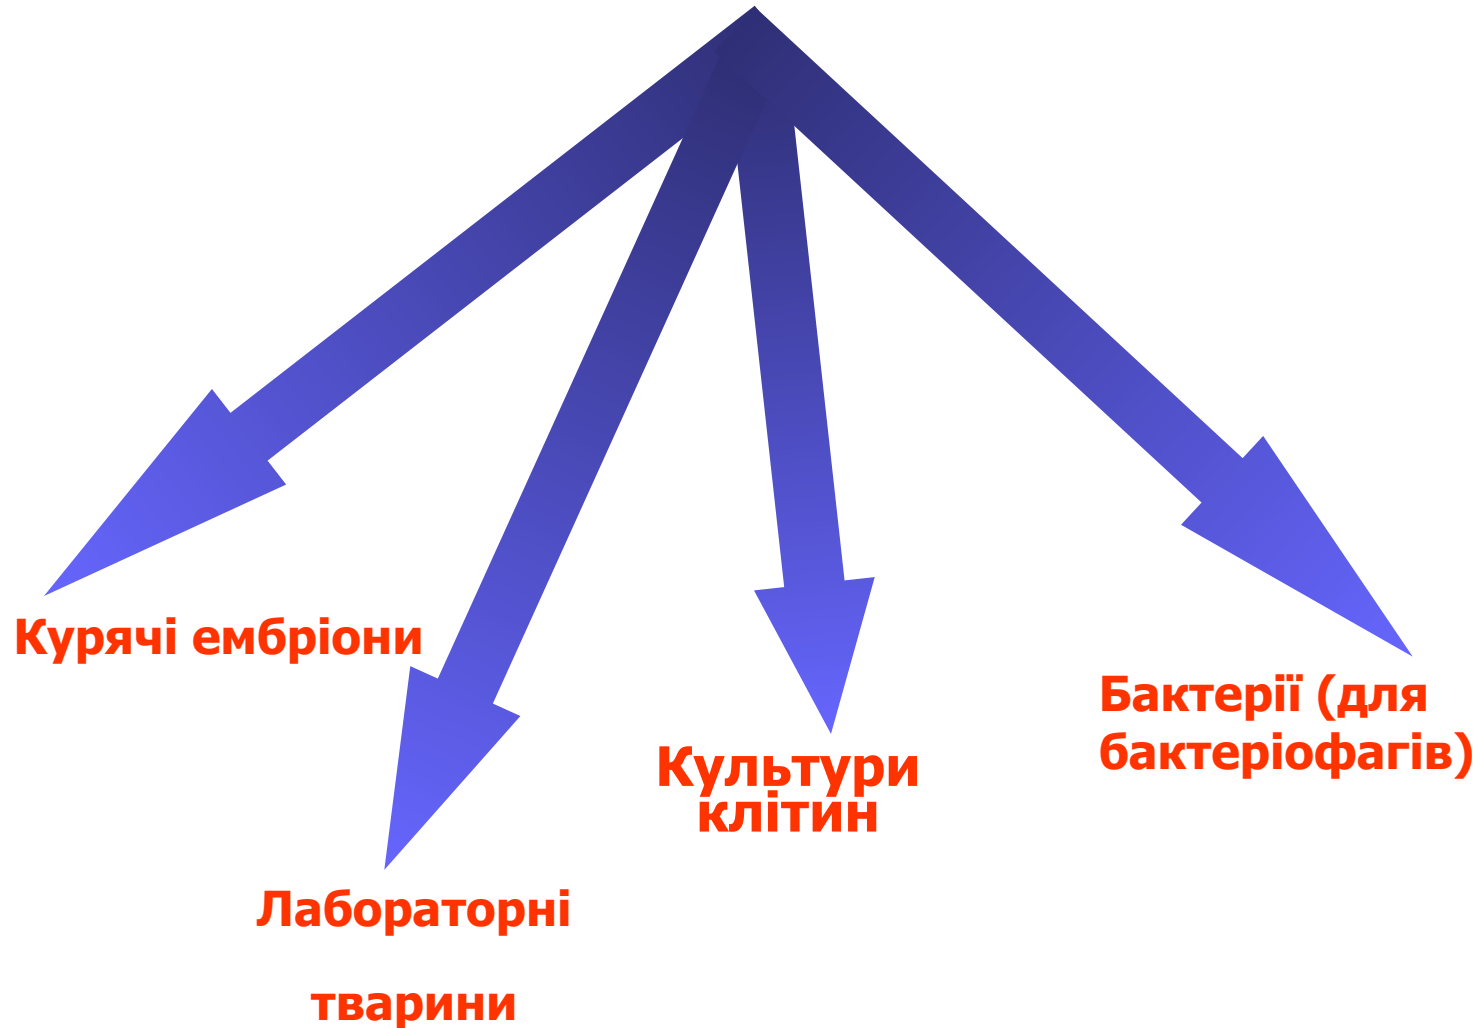 Курячі ембріони
Лабораторні
тварини
Культури
клітин
Бактерії (для
бактеріофагів)